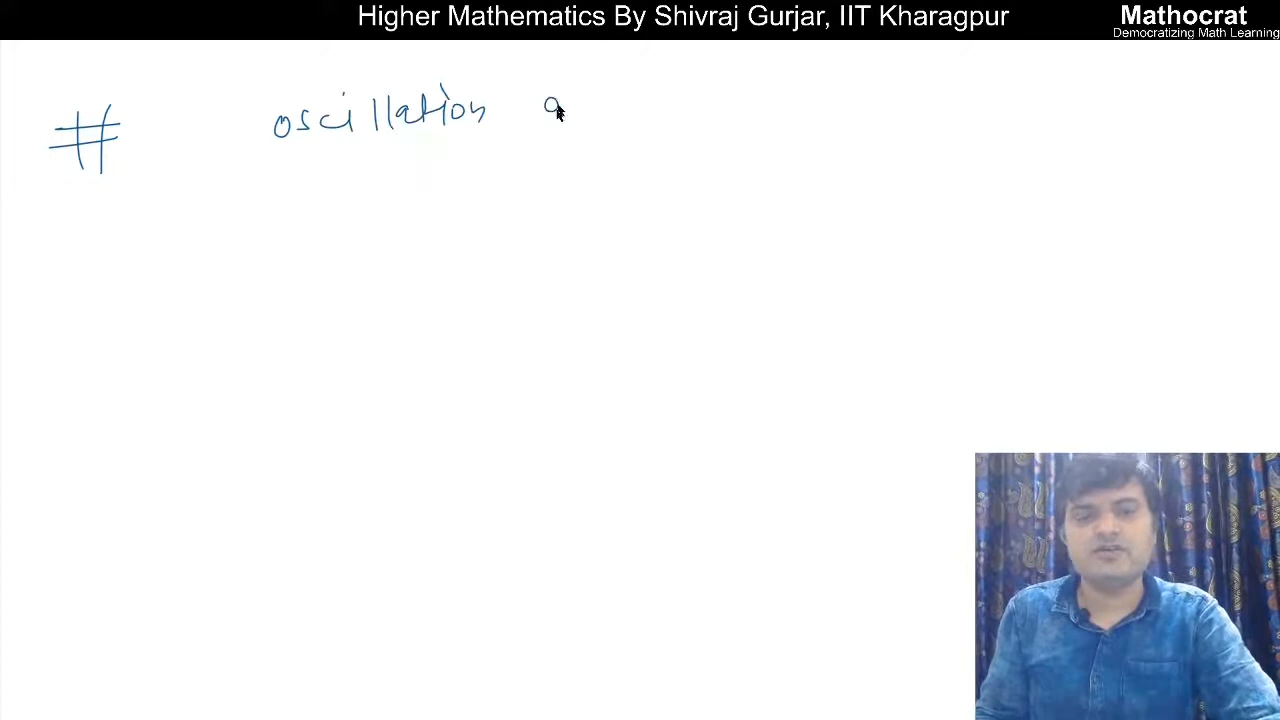 Higher Mathematics By Shivraj Gurjar, IIT Kharagpur
Mathocrat
Democratizing Math Learning
# oscillation o